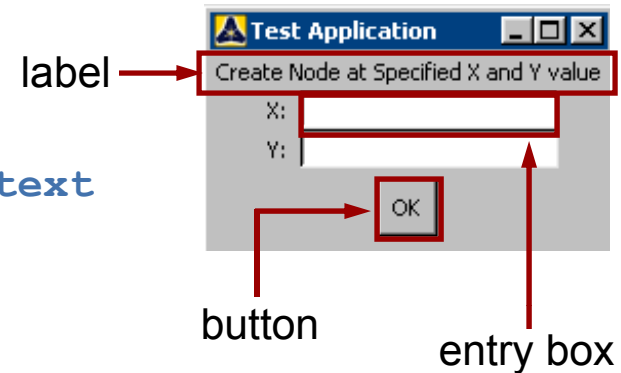 Test Application
label
Create Node at Specified X and Y value
X:
Y:
text
OK
button
entry box